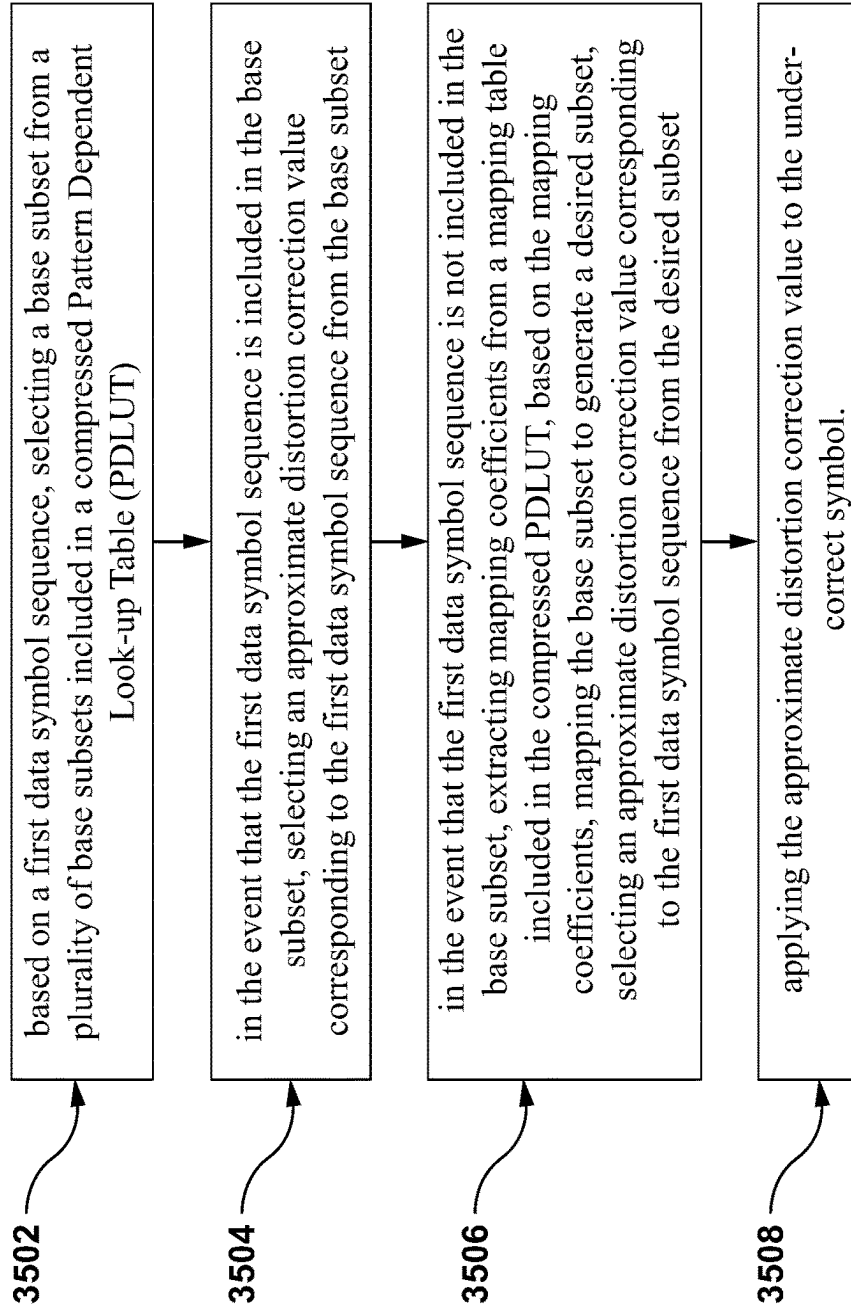 3502
based on a first data symbol sequence, selecting a base subset from a
plurality of base subsets included in a compressed Pattern Dependent
Look-up Table (PDLUT)
3504
in the event that the first data symbol sequence is included in the base
subset, selecting an approximate distortion correction value
corresponding to the first data symbol sequence from the base subset
3506
in the event that the first data symbol sequence is not included in the
base subset, extracting mapping coefficients from a mapping table
included in the compressed PDLUT, based on the mapping
coefficients, mapping the base subset to generate a desired subset,
selecting an approximate distortion correction value corresponding
to the first data symbol sequence from the desired subset
3508
applying the approximate distortion correction value to the under-
correct symbol.